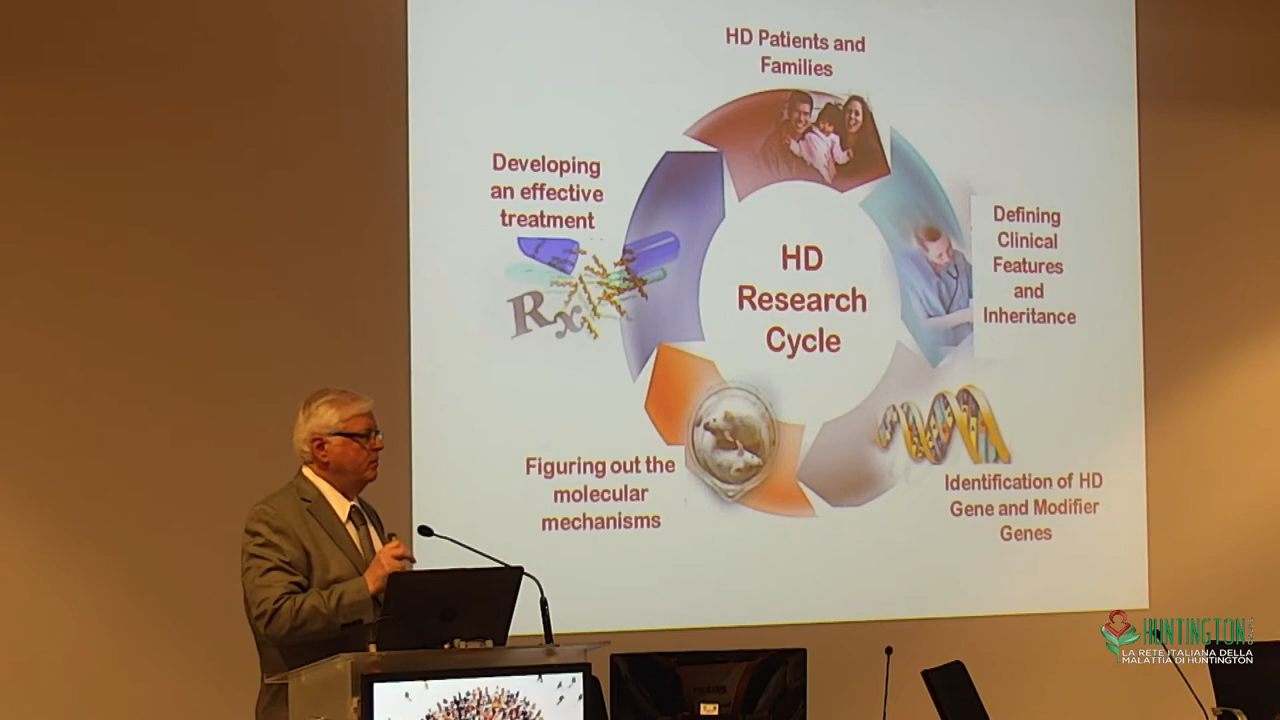 HD Patients and
Families
Developing
an effective
treatment
Rx
Defining
Clinical
Features
and
Inheritance
HD
Research
Cycle
Figuring out the
molecular
mechanisms
Identification of HD
Gene and Modifier
Genes
HUNTINGTON
LA RETE ITALIANA DELLA
MALATTIA DI HUNTINGTON